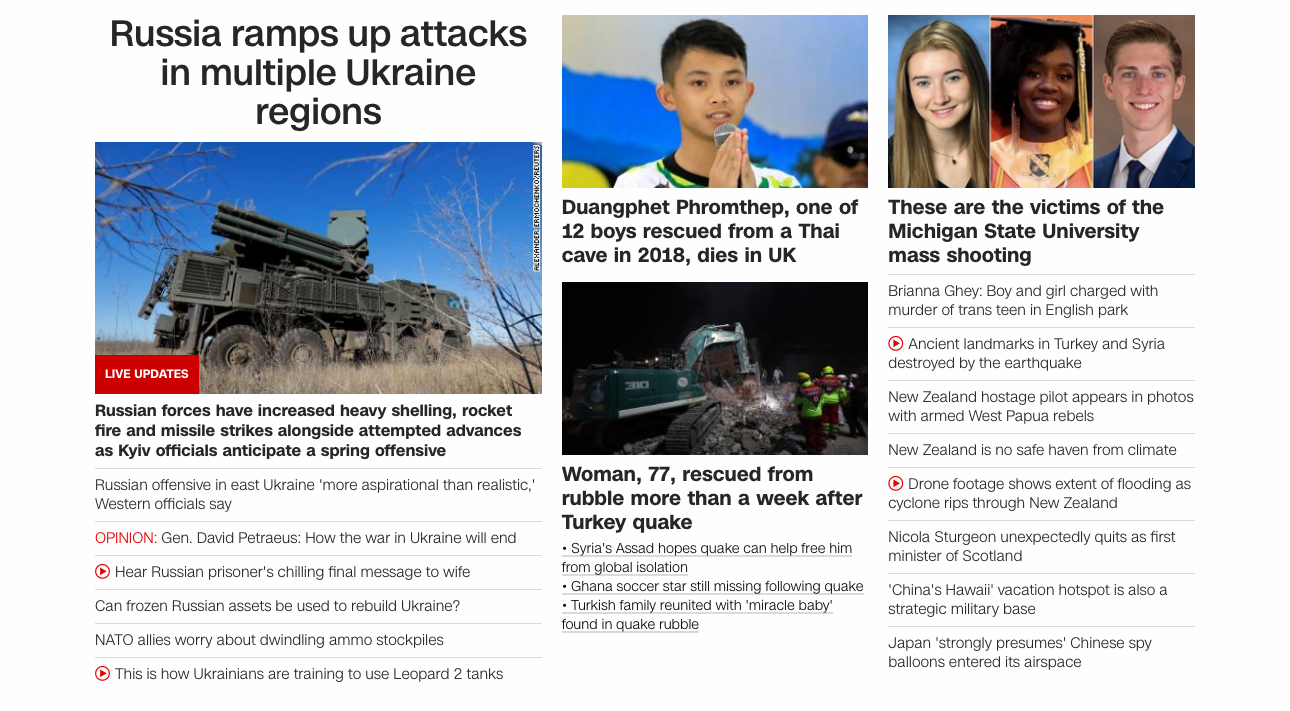 Russia ramps up attacks
in multiple Ukraine
regions
ALEXANDER ERMOCHENKO/REUTERS
LIVE UPDATES
Russian forces have increased heavy shelling, rocket
fire and missile strikes alongside attempted advances
as Kyiv officials anticipate a spring offensive
Russian offensive in east Ukraine 'more aspirational than realistic,'
Western officials say
OPINION: Gen. David Petraeus: How the war in Ukraine will end
Hear Russian prisoner's chilling final message to wife
Can frozen Russian assets be used to rebuild Ukraine?
NATO allies worry about dwindling ammo stockpiles
This is how Ukrainians are training to use Leopard 2 tanks
Duangphet Phromthep, one of
12 boys rescued from a Thai
cave in 2018, dies in UK
310
Woman, 77, rescued from
rubble more than a week after
Turkey quake
• Syria's Assad hopes quake can help free him
from global isolation
• Ghana soccer star still missing following quake
• Turkish family reunited with 'miracle baby'
found in quake rubble
These are the victims of the
Michigan State University
mass shooting
Brianna Ghey: Boy and girl charged with
murder of trans teen in English park
Ancient landmarks in Turkey and Syria
destroyed by the earthquake
New Zealand hostage pilot appears in photos
with armed West Papua rebels
New Zealand is no safe haven from climate
Drone footage shows extent of flooding as
cyclone rips through New Zealand
Nicola Sturgeon unexpectedly quits as first
minister of Scotland
'China's Hawaii' vacation hotspot is also a
strategic military base
Japan 'strongly presumes' Chinese spy
balloons entered its airspace